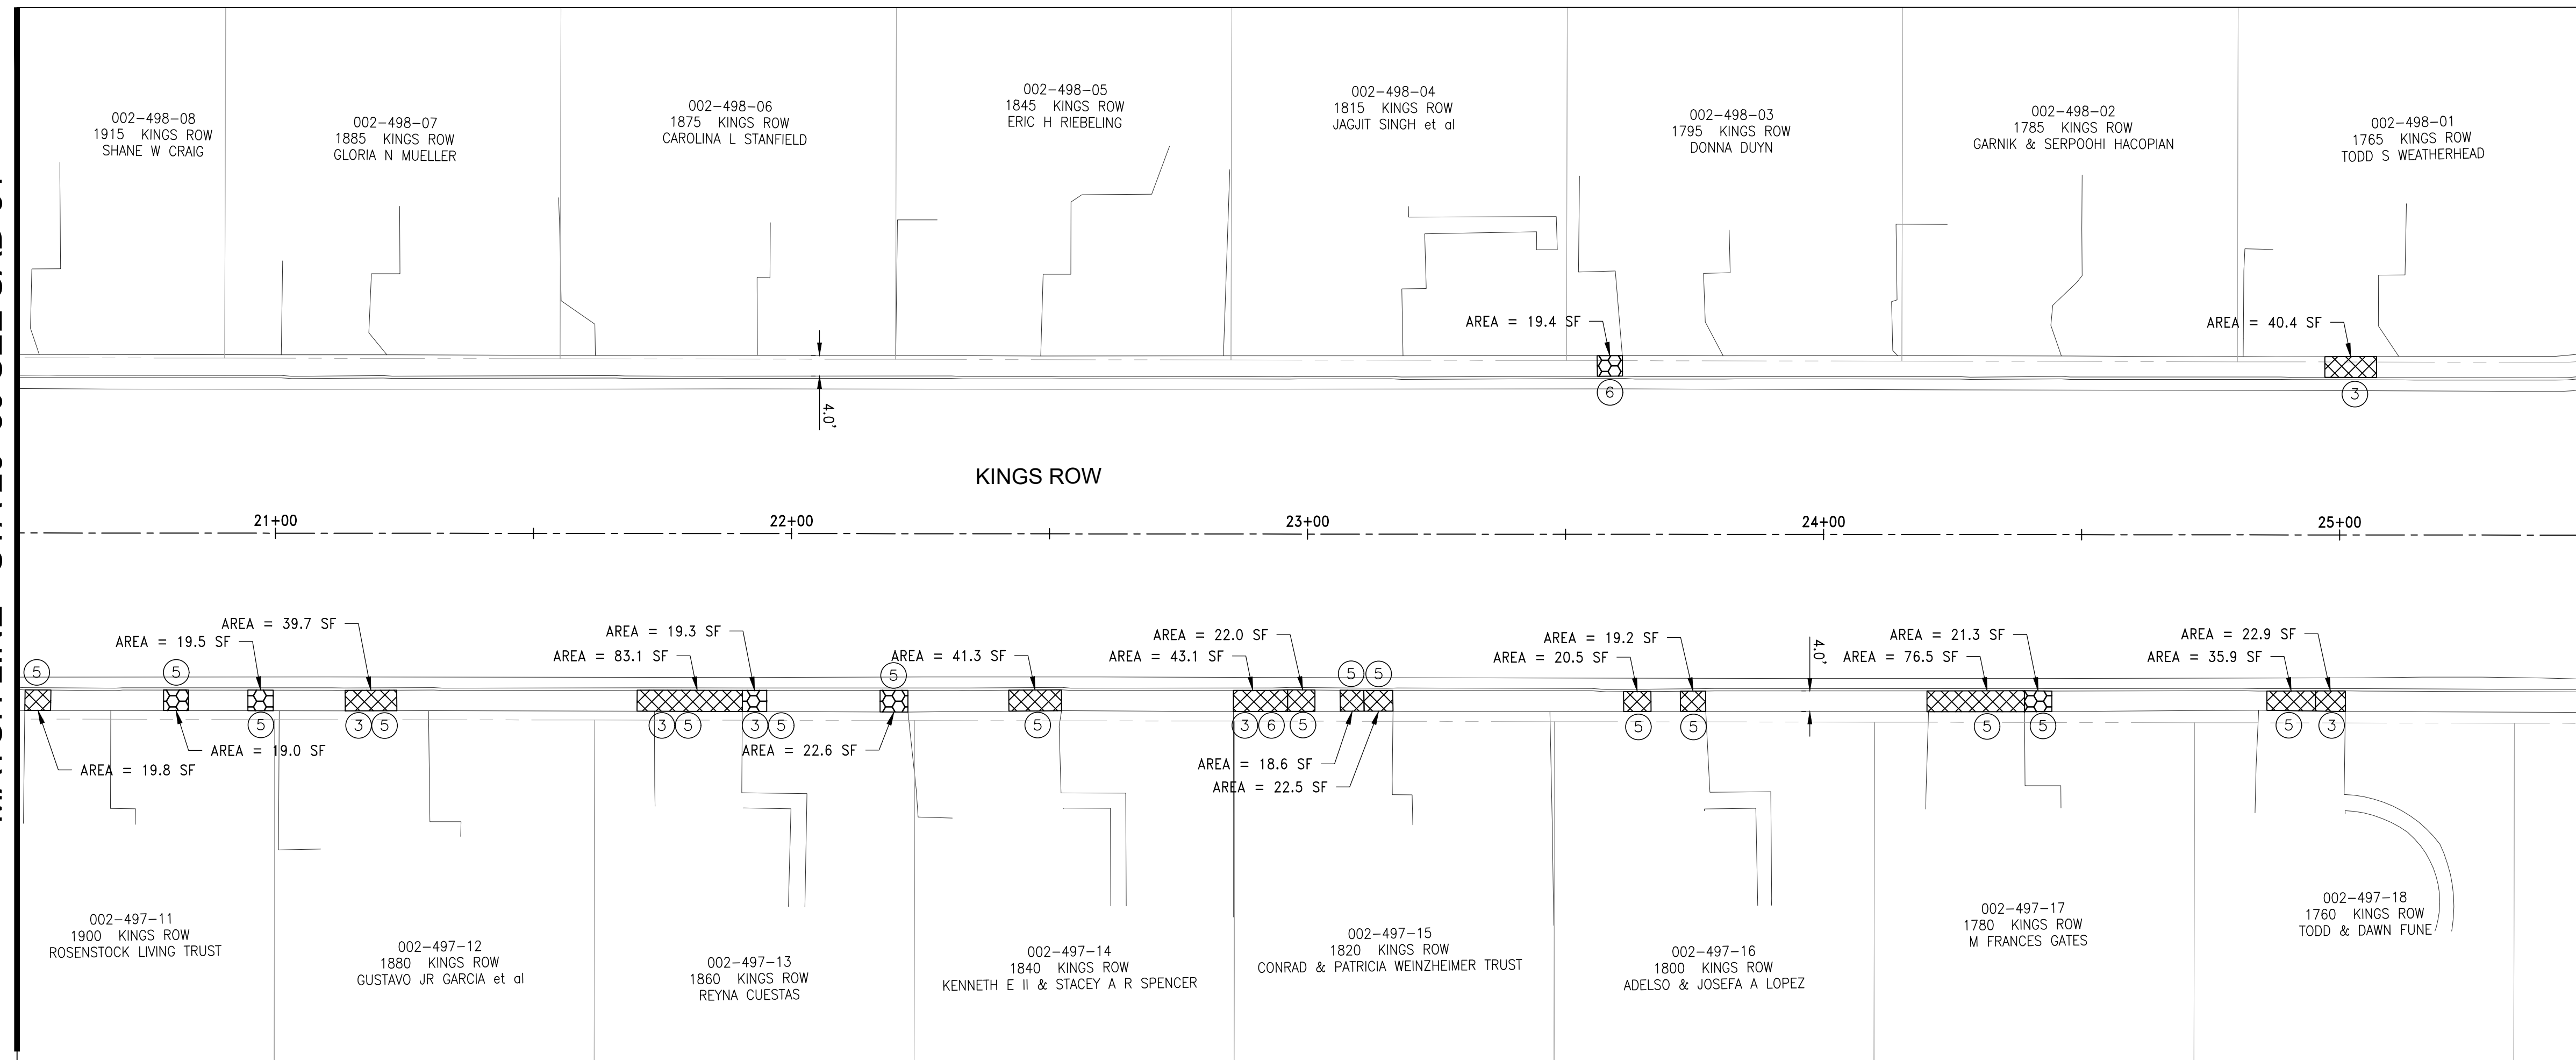 002-498-08
1915 KINGS ROW
SHANE W CRAIG
002-498-07
1885 KINGS ROW
GLORIA N MUELLER
002-498-06
1875 KINGS ROW
CAROLINA L STANFIELD
002-498-05
1845 KINGS ROW
ERIC H RIEBELING
002-498-04
1815 KINGS ROW
JAGJIT SINGH et al
002-498-03
1795 KINGS ROW
DONNA DUYN
002-498-02
1785 KINGS ROW
GARNIK & SERPOOHI HACOPIAN
002-498-01
1765 KINGS ROW
TODD S WEATHERHEAD
AREA = 19.4 SF
AREA = 40.4 SF
6
3
4.0'
KINGS ROW
21+00
22+00
23+00
24+00
25+00
AREA = 39.7 SF
AREA = 19.5 SF
AREA = 19.3 SF
AREA = 83.1 SF
AREA = 41.3 SF
AREA = 22.0 SF
AREA = 43.1 SF
AREA = 19.2 SF
AREA = 20.5 SF
4.0'
AREA = 21.3 SF
AREA = 76.5 SF
AREA = 22.9 SF
AREA = 35.9 SF
5
5
5
5
5
5
3 5
3 5
3 5
5
3 6 5
5
5
5
5
5
3
AREA = 19.0 SF
AREA = 19.8 SF
AREA = 22.6 SF
AREA = 18.6 SF
AREA = 22.5 SF
002-497-11
1900 KINGS ROW
ROSENSTOCK LIVING TRUST
002-497-12
1880 KINGS ROW
GUSTAVO JR GARCIA et al
002-497-13
1860 KINGS ROW
REYNA CUESTAS
002-497-14
1840 KINGS ROW
KENNETH E II & STACEY A R SPENCER
002-497-15
1820 KINGS ROW
CONRAD & PATRICIA WEINZHEIMER TRUST
002-497-16
1800 KINGS ROW
ADELSO & JOSEFA A LOPEZ
002-497-17
1780 KINGS ROW
M FRANCES GATES
002-497-18
1760 KINGS ROW
TODD & DAWN FUNE